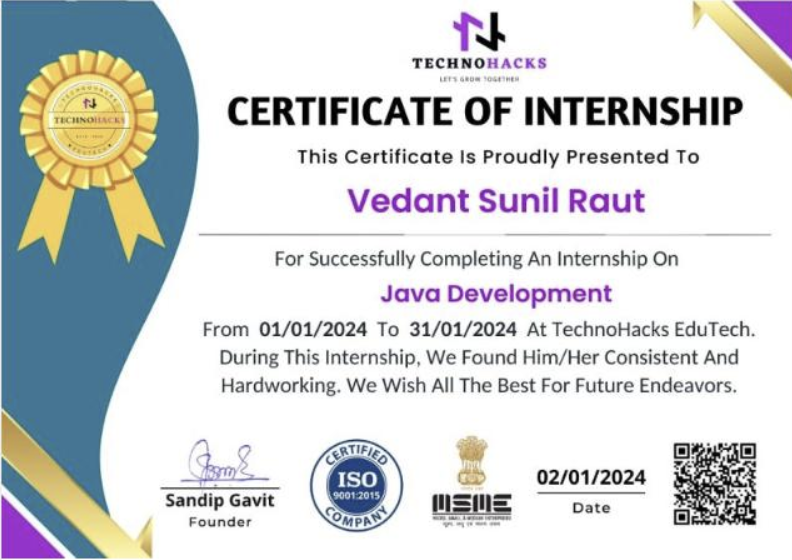 TECHNOHACKS
LET'S GROW TOGETHER
TECHNOHACKS
CERTIFICATE OF INTERNSHIP
This Certificate Is Proudly Presented To
Vedant Sunil Raut
For Successfully Completing An Internship On
Java Development
From 01/01/2024 To 31/01/2024 At TechnoHacks EduTech.
During This Internship, We Found Him/Her Consistent And
Hardworking. We Wish All The Best For Future Endeavors.
Sandip Gavit
Founder
CERTIFIED
ISO
9001:2015
COMPANY
MSME
MICRO, SMALL & MEDIUM ENTERPRISES
02/01/2024
Date